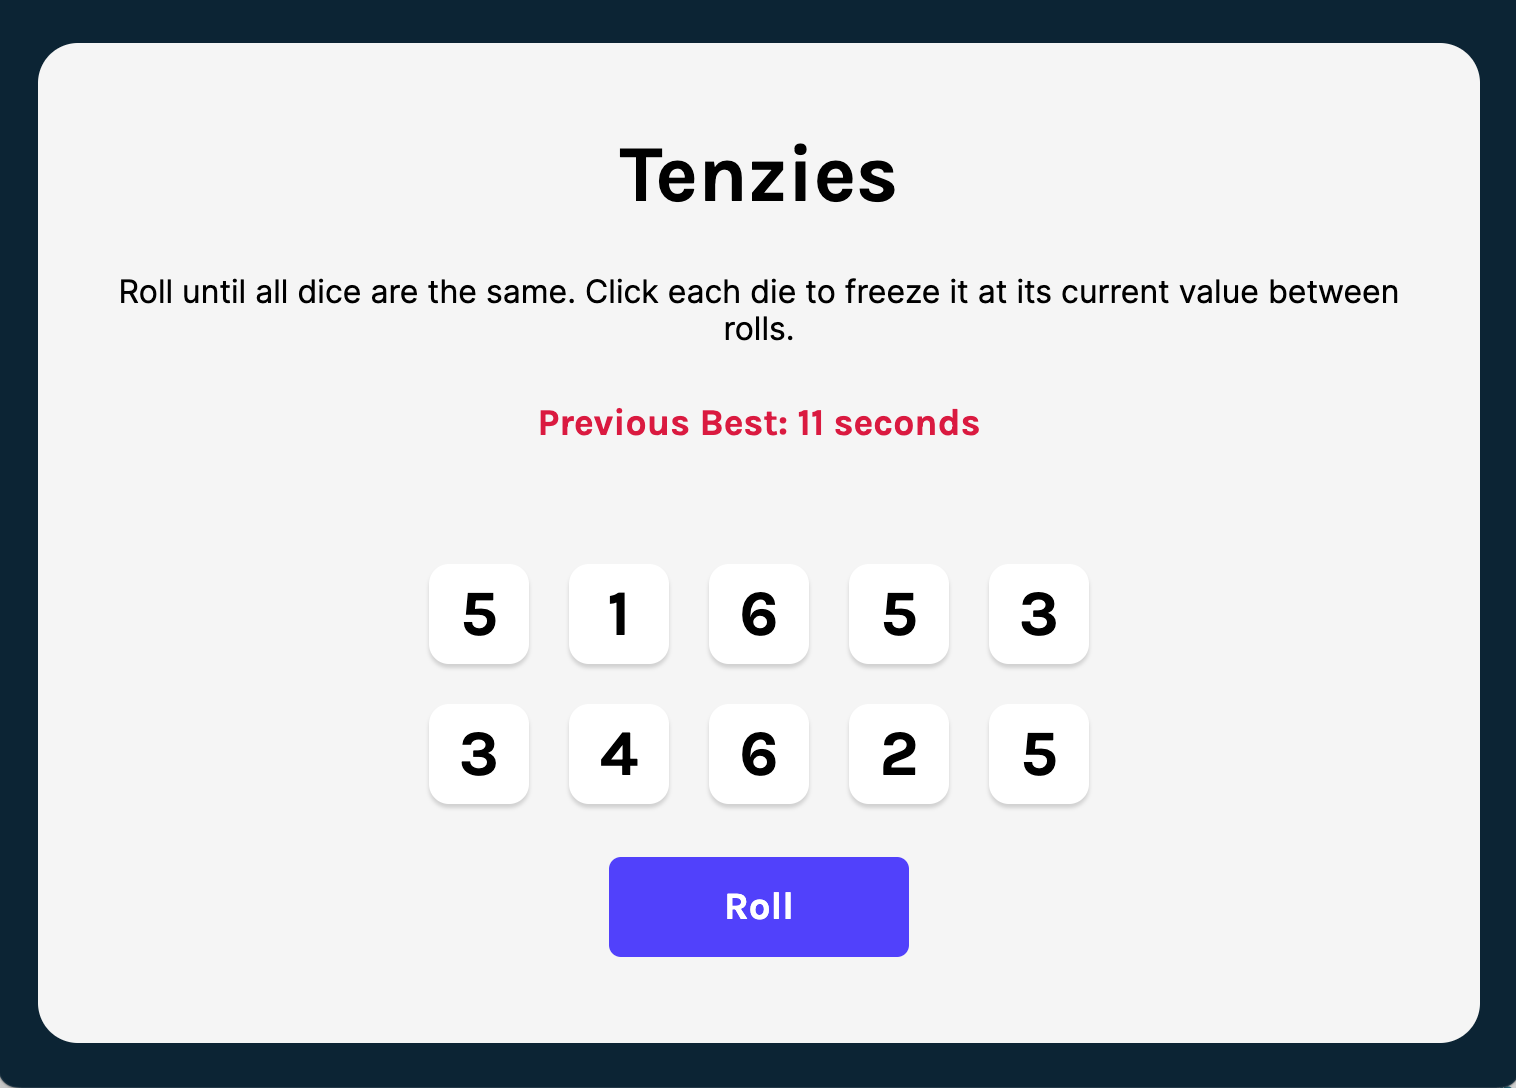 Tenzies
Roll until all dice are the same. Click each die to freeze it at its current value between
rolls.
Previous Best: 11 seconds
5 1 6 5 3
3 4 6 2 5
Roll